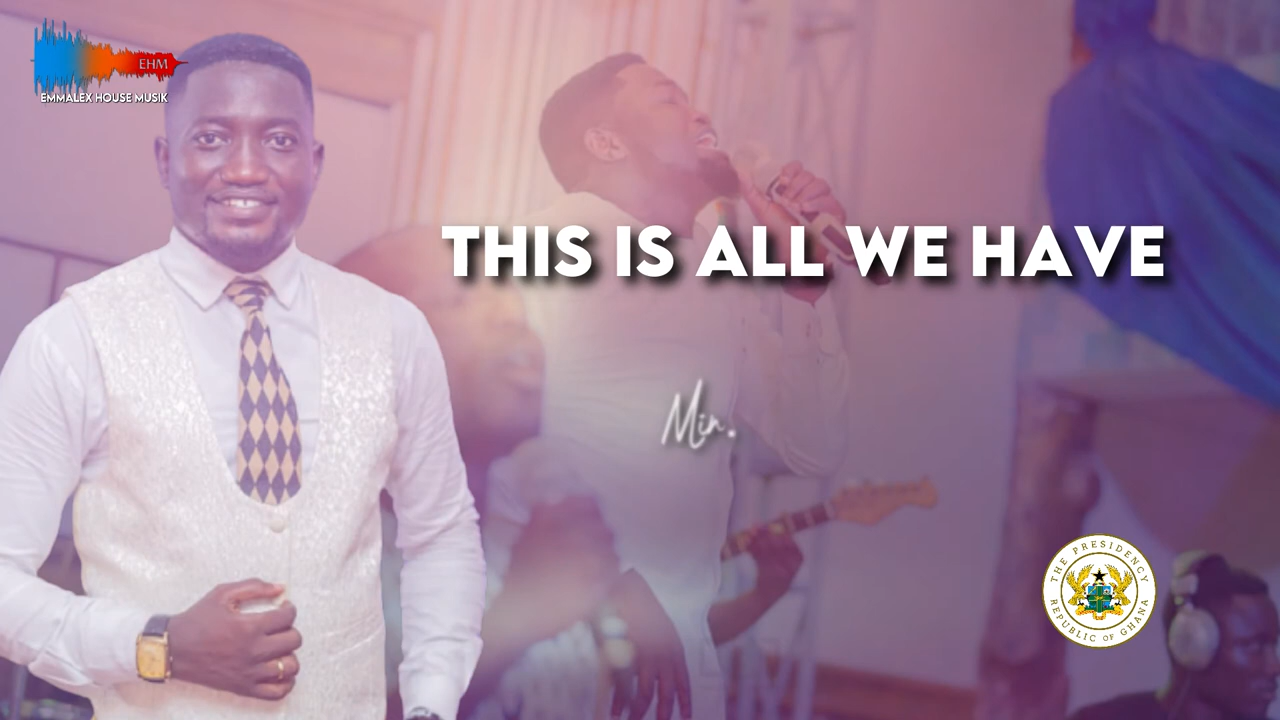 EHM
EMMALEX HOUSE MUSIK
THIS IS ALL WE HAVE
Min.
THE PRESIDENCY
REPUBLIC OF GHANA